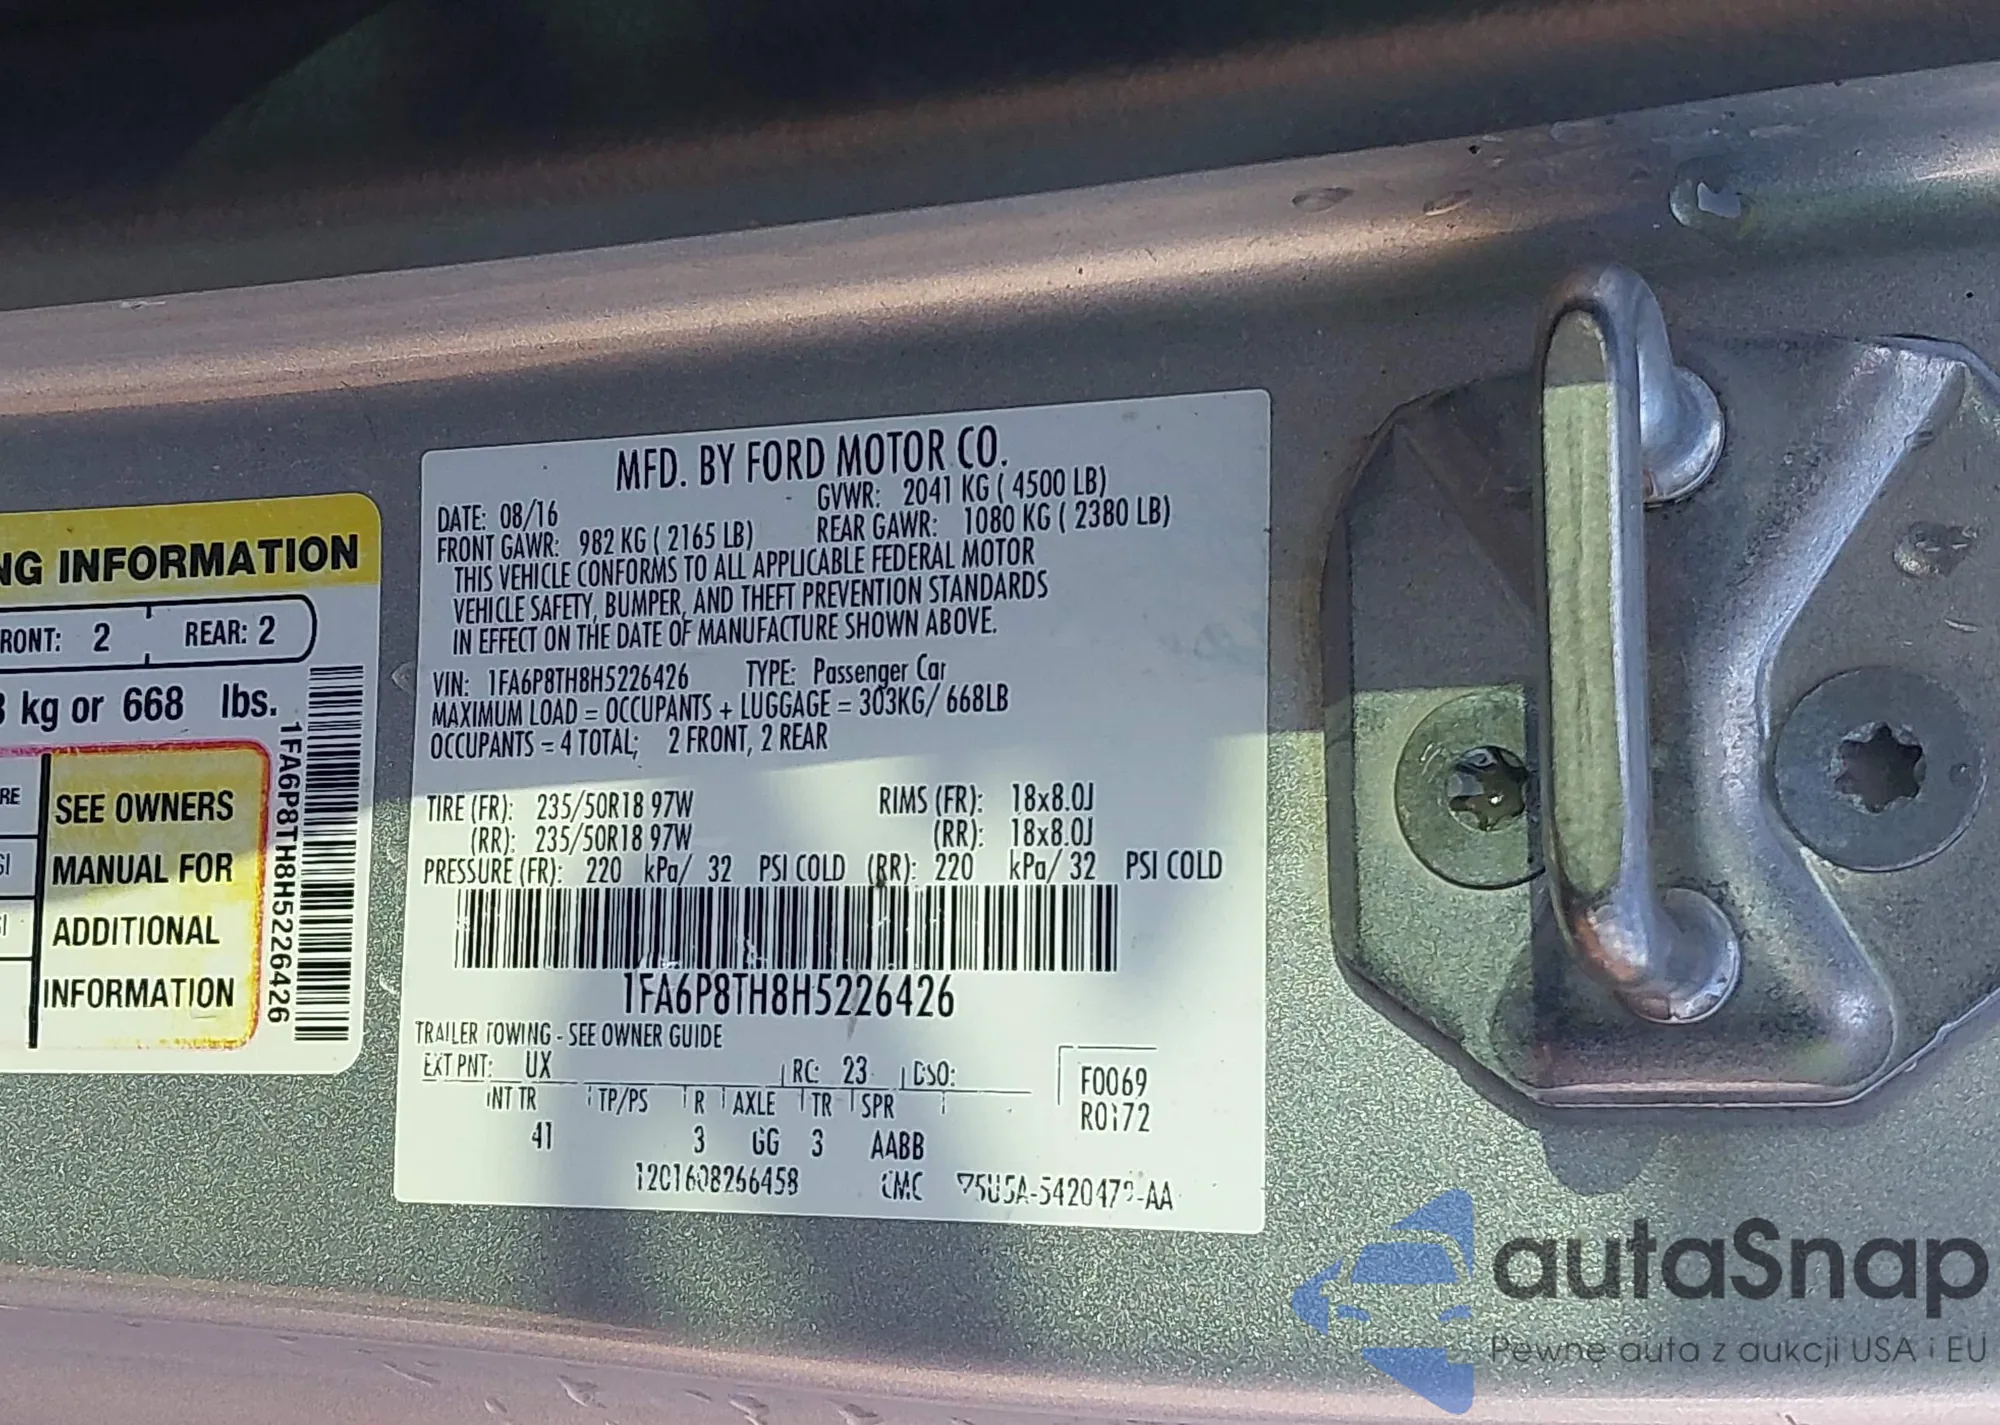 NG INFORMATION
RONT: 2 REAR: 2
kg or 668 lbs.
RE
SEE OWNERS
MANUAL FOR
ADDITIONAL
INFORMATION
1FA6P8TH8H5226426
MFD. BY FORD MOTOR CO.
DATE: 08/16 GVWR: 2041 KG ( 4500 LB)
FRONT GAWR: 982 KG ( 2165 LB) REAR GAWR: 1080 KG ( 2380 LB)
THIS VEHICLE CONFORMS TO ALL APPLICABLE FEDERAL MOTOR
VEHICLE SAFETY, BUMPER, AND THEFT PREVENTION STANDARDS
IN EFFECT ON THE DATE OF MANUFACTURE SHOWN ABOVE.
VIN: 1FA6P8TH8H5226426 TYPE: Passenger Car
MAXIMUM LOAD = OCCUPANTS + LUGGAGE = 303KG/ 668LB
OCCUPANTS = 4 TOTAL; 2 FRONT, 2 REAR
TIRE (FR): 235/50R18 97W RIMS (FR): 18x8.0J
(RR): 235/50R18 97W (RR): 18x8.0J
PRESSURE (FR): 220 kPa/ 32 PSI COLD (RR): 220 kPa/ 32 PSI COLD
1FA6P8TH8H5226426
TRAILER TOWING - SEE OWNER GUIDE
EXT PNT: UX RC: 23 DSO:
F0069
R0172
INT TR TP/PS R AXLE TR SPR
41 3 GG 3 AABB
1201608266458
autaSnap
Pewne auta z aukcji USA i EU